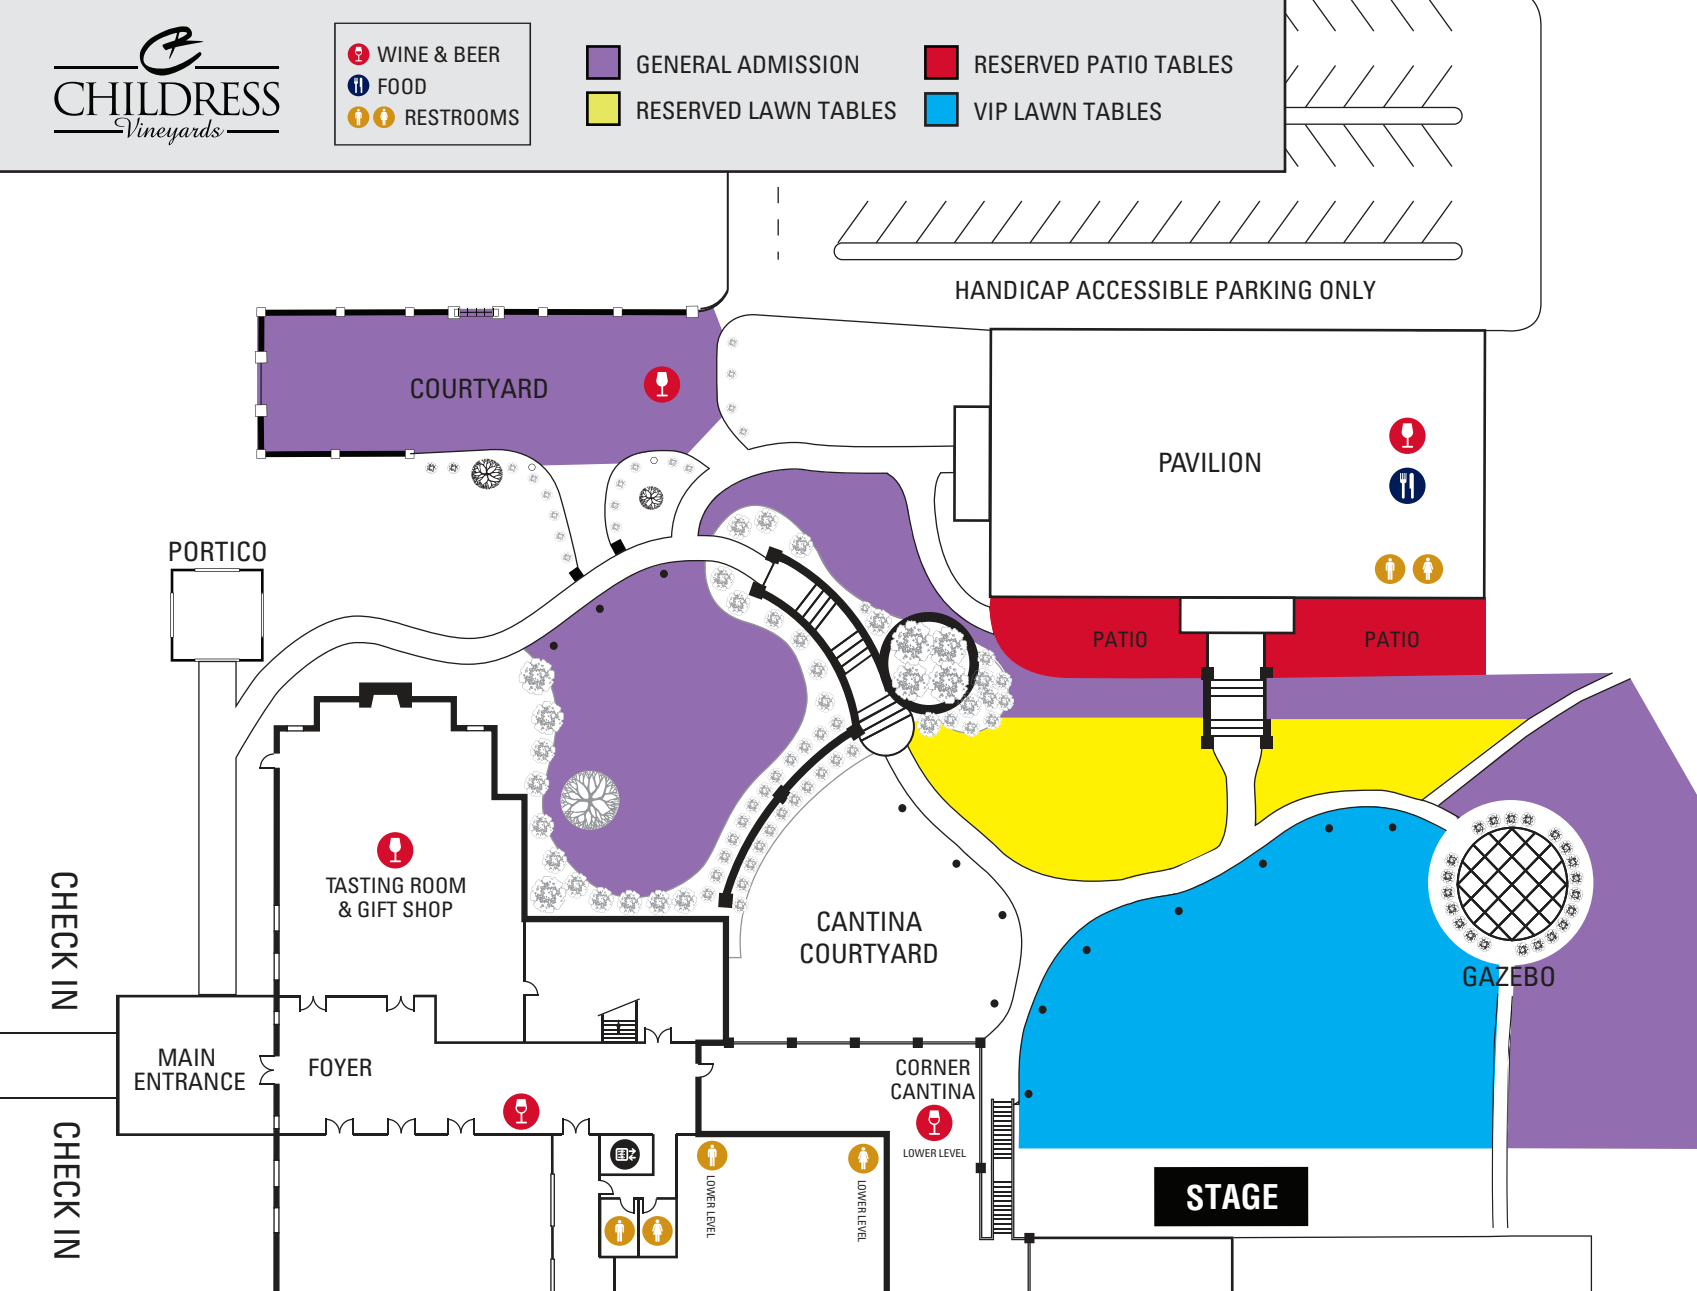 CHILDRESS
Vineyards
WINE & BEER
FOOD
RESTROOMS
GENERAL ADMISSION
RESERVED LAWN TABLES
RESERVED PATIO TABLES
VIP LAWN TABLES
HANDICAP ACCESSIBLE PARKING ONLY
COURTYARD
PAVILION
PORTICO
PATIO
PATIO
TASTING ROOM
& GIFT SHOP
CANTINA
COURTYARD
GAZEBO
CHECK IN
MAIN
ENTRANCE
FOYER
CORNER
CANTINA
LOWER LEVEL
CHECK IN
LOWER LEVEL
LOWER LEVEL
STAGE